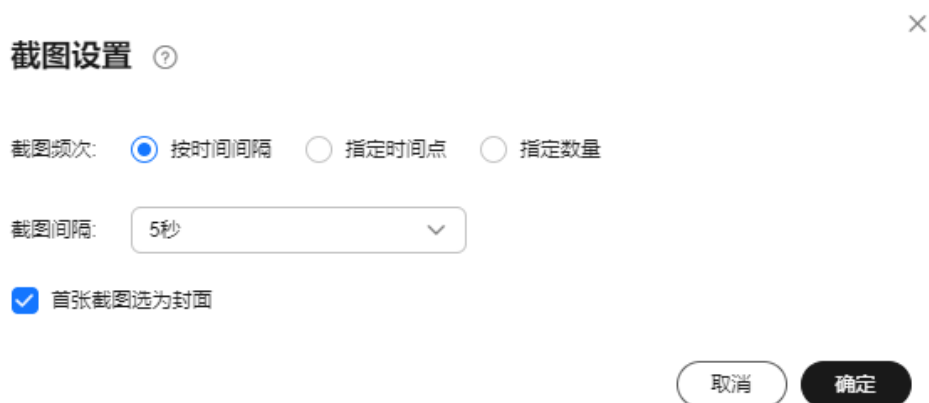 截图设置 ?
截图频次: 按时间间隔 指定时间点 指定数量
截图间隔: 5秒
首张截图选为封面
取消 确定